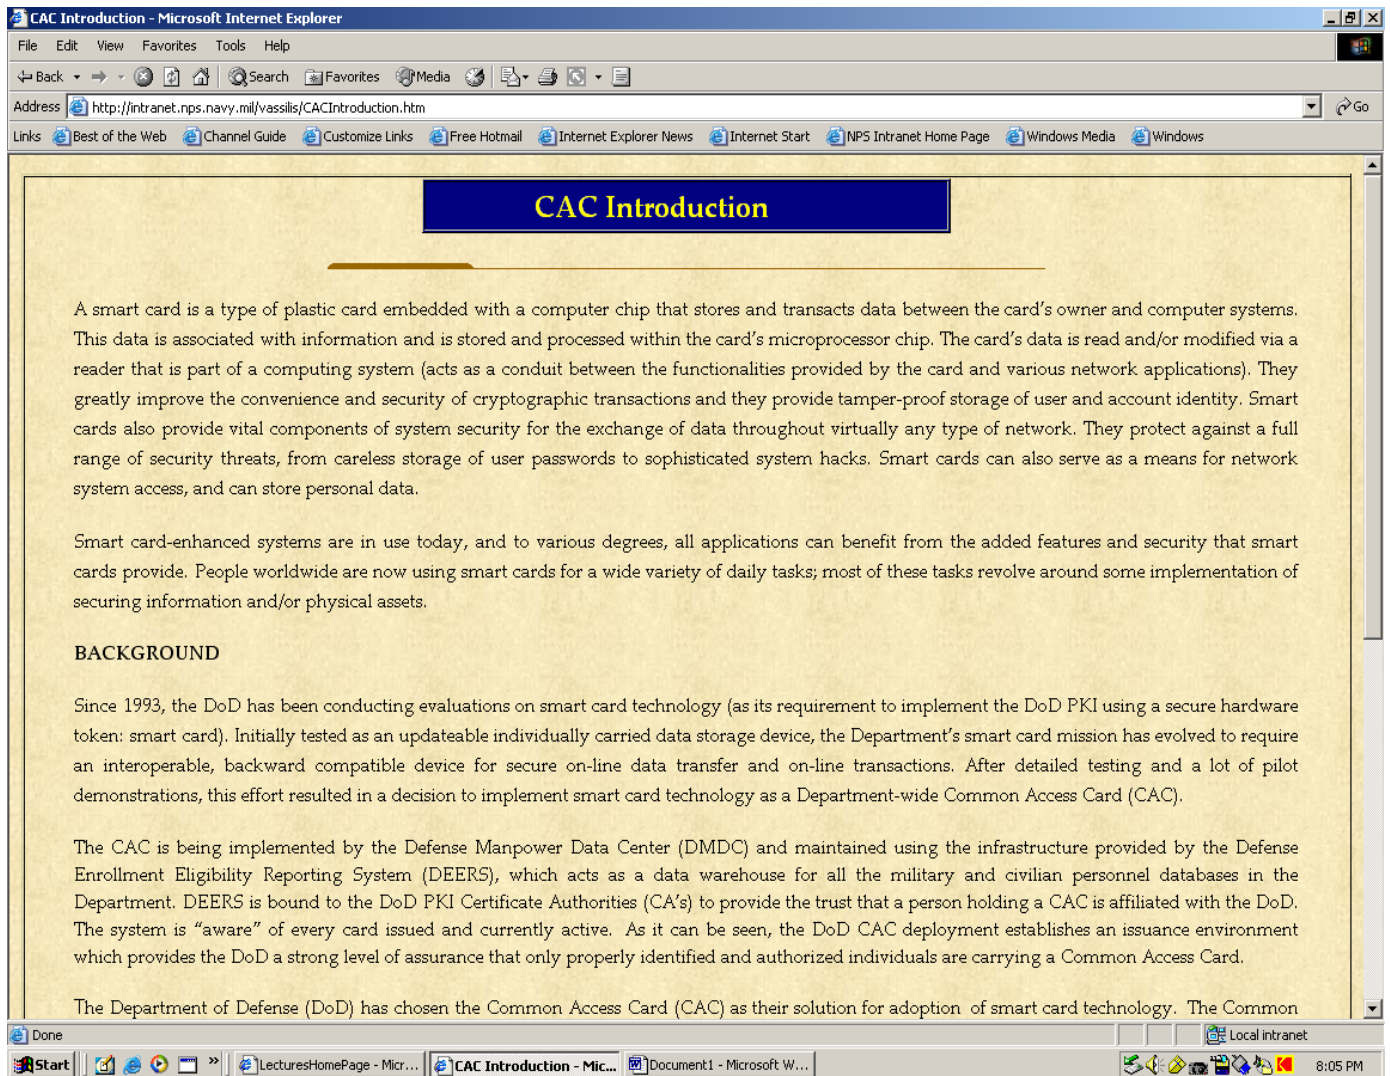 CAC Introduction - Microsoft Internet Explorer
File Edit View Favorites Tools Help
Back Search Favorites Media
Address http://intranet.nps.navy.mil/vassilis/CACIntroduction.htm Go
Links Best of the Web Channel Guide Customize Links Free Hotmail Internet Explorer News Internet Start NPS Intranet Home Page Windows Media Windows
CAC Introduction
A smart card is a type of plastic card embedded with a computer chip that stores and transacts data between the card's owner and computer systems.
This data is associated with information and is stored and processed within the card's microprocessor chip. The card's data is read and/or modified via a
reader that is part of a computing system (acts as a conduit between the functionalities provided by the card and various network applications). They
greatly improve the convenience and security of cryptographic transactions and they provide tamper-proof storage of user and account identity. Smart
cards also provide vital components of system security for the exchange of data throughout virtually any type of network. They protect against a full
range of security threats, from careless storage of user passwords to sophisticated system hacks. Smart cards can also serve as a means for network
system access, and can store personal data.
Smart card-enhanced systems are in use today, and to various degrees, all applications can benefit from the added features and security that smart
cards provide. People worldwide are now using smart cards for a wide variety of daily tasks; most of these tasks revolve around some implementation of
securing information and/or physical assets.
BACKGROUND
Since 1993, the DoD has been conducting evaluations on smart card technology (as its requirement to implement the DoD PKI using a secure hardware
token: smart card). Initially tested as an updateable individually carried data storage device, the Department's smart card mission has evolved to require
an interoperable, backward compatible device for secure on-line data transfer and on-line transactions. After detailed testing and a lot of pilot
demonstrations, this effort resulted in a decision to implement smart card technology as a Department-wide Common Access Card (CAC).
The CAC is being implemented by the Defense Manpower Data Center (DMDC) and maintained using the infrastructure provided by the Defense
Enrollment Eligibility Reporting System (DEERS), which acts as a data warehouse for all the military and civilian personnel databases in the
Department. DEERS is bound to the DoD PKI Certificate Authorities (CA's) to provide the trust that a person holding a CAC is affiliated with the DoD.
The system is “aware” of every card issued and currently active. As it can be seen, the DoD CAC deployment establishes an issuance environment
which provides the DoD a strong level of assurance that only properly identified and authorized individuals are carrying a Common Access Card.
The Department of Defense (DoD) has chosen the Common Access Card (CAC) as their solution for adoption of smart card technology. The Common
Done Local intranet
Start » LecturesHomePage - Micr... CAC Introduction - Mic... Document1 - Microsoft W... 8:05 PM